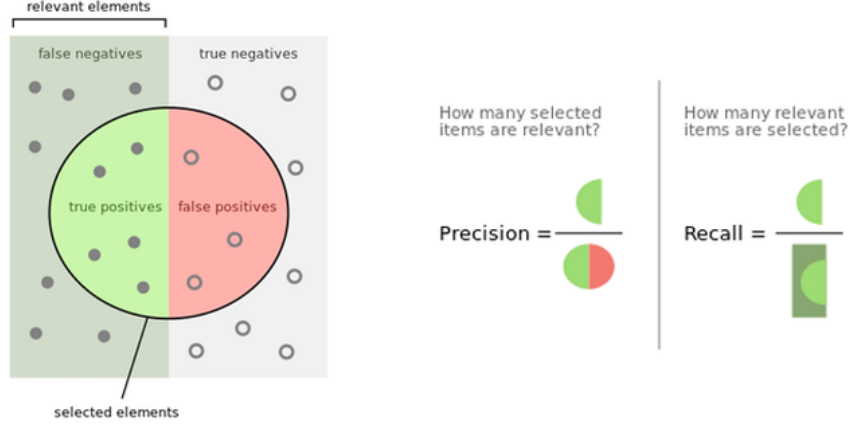 relevant elements
false negatives
true negatives
true positives
false positives
selected elements
How many selected
items are relevant?
Precision =
How many relevant
items are selected?
Recall =